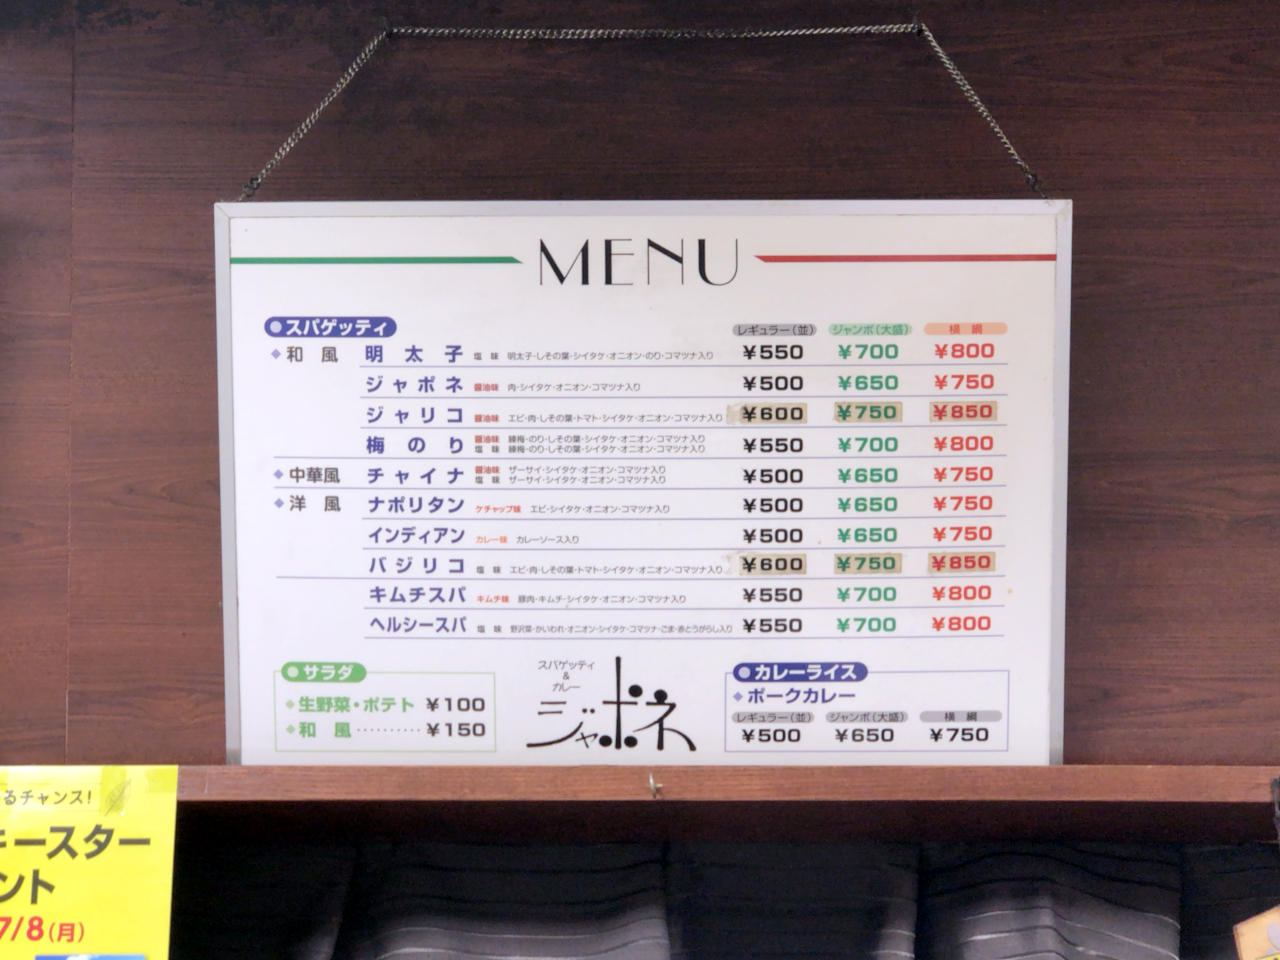 MENU
スパゲッティ レギュラー(並) ジャンボ(大盛) 横綱
和風 明太子 塩味 明太子・しその葉・シイタケ・オニオン・のり・コマツナ入り ¥550 ¥700 ¥800
ジャポネ 醤油味 肉・シイタケ・オニオン・コマツナ入り ¥500 ¥650 ¥750
ジャリコ 醤油味 エビ・肉・しその葉・トマト・シイタケ・オニオン・コマツナ入り ¥600 ¥750 ¥850
梅のり 醤油味 練梅・のり・しその葉・シイタケ・オニオン・コマツナ入り ¥550 ¥700 ¥800
塩味 練梅・のり・しその葉・シイタケ・オニオン・コマツナ入り
中華風 チャイナ 醤油味 ザーサイ・シイタケ・オニオン・コマツナ入り ¥500 ¥650 ¥750
塩味 ザーサイ・シイタケ・オニオン・コマツナ入り
洋風 ナポリタン ケチャップ味 エビ・シイタケ・オニオン・コマツナ入り ¥500 ¥650 ¥750
インディアン カレー味 カレーソース入り ¥500 ¥650 ¥750
バジリコ 塩味 エビ・肉・しその葉・トマト・シイタケ・オニオン・コマツナ入り ¥600 ¥750 ¥850
キムチスパ キムチ味 豚肉・キムチ・シイタケ・オニオン・コマツナ入り ¥550 ¥700 ¥800
ヘルシースパ 塩味 野沢菜・かいわれ・オニオン・シイタケ・コマツナ・ごま・赤とうがらし入り ¥550 ¥700 ¥800
サラダ
生野菜・ポテト ¥100
和風 ········· ¥150
スパゲッティ
&
カレー
ジャポネ
カレーライス
ポークカレー
レギュラー(並) ジャンボ(大盛) 横綱
¥500 ¥650 ¥750
るチャンス!
キースター
ント
7/8(月)